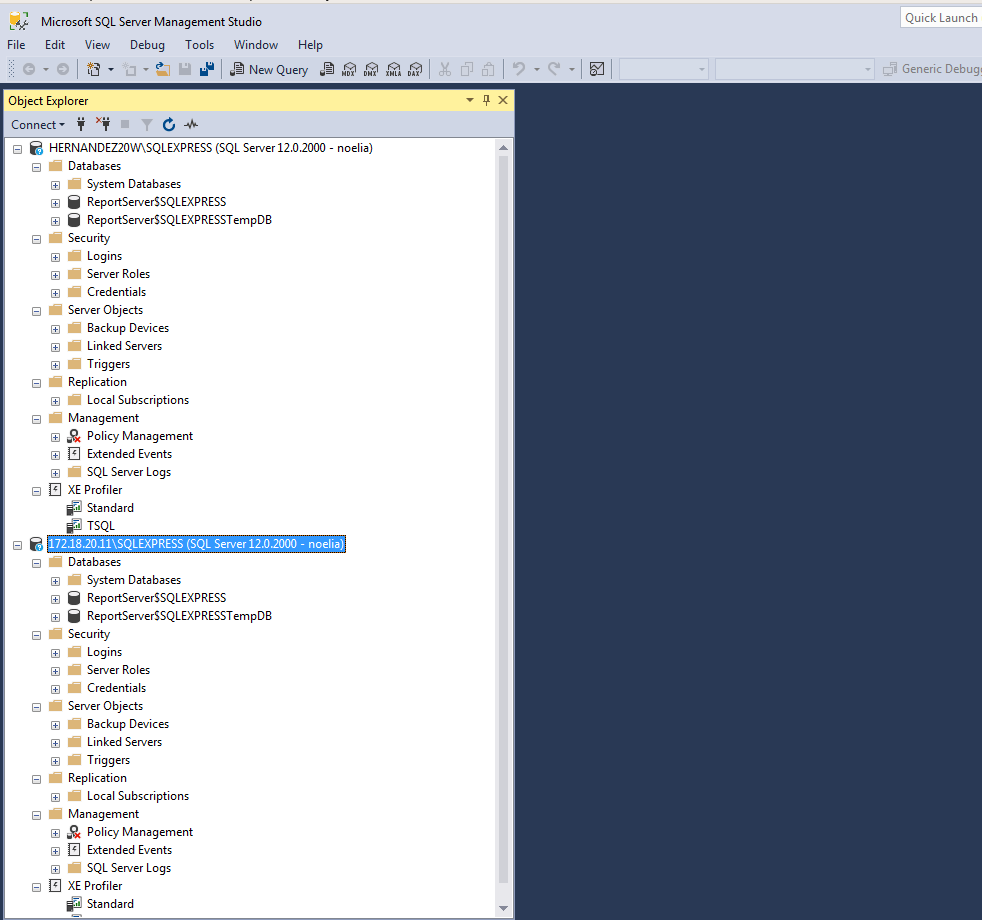 Microsoft SQL Server Management Studio
Quick Launch
File Edit View Debug Tools Window Help
New Query MDX DMX XMLA DAX Generic Debug
Object Explorer
Connect
HERNANDEZ20W\SQLEXPRESS (SQL Server 12.0.2000 - noelia)
Databases
System Databases
ReportServer$SQLEXPRESS
ReportServer$SQLEXPRESSTempDB
Security
Logins
Server Roles
Credentials
Server Objects
Backup Devices
Linked Servers
Triggers
Replication
Local Subscriptions
Management
Policy Management
Extended Events
SQL Server Logs
XE Profiler
Standard
TSQL
172.18.20.11\SQLEXPRESS (SQL Server 12.0.2000 - noelia)
Databases
System Databases
ReportServer$SQLEXPRESS
ReportServer$SQLEXPRESSTempDB
Security
Logins
Server Roles
Credentials
Server Objects
Backup Devices
Linked Servers
Triggers
Replication
Local Subscriptions
Management
Policy Management
Extended Events
SQL Server Logs
XE Profiler
Standard